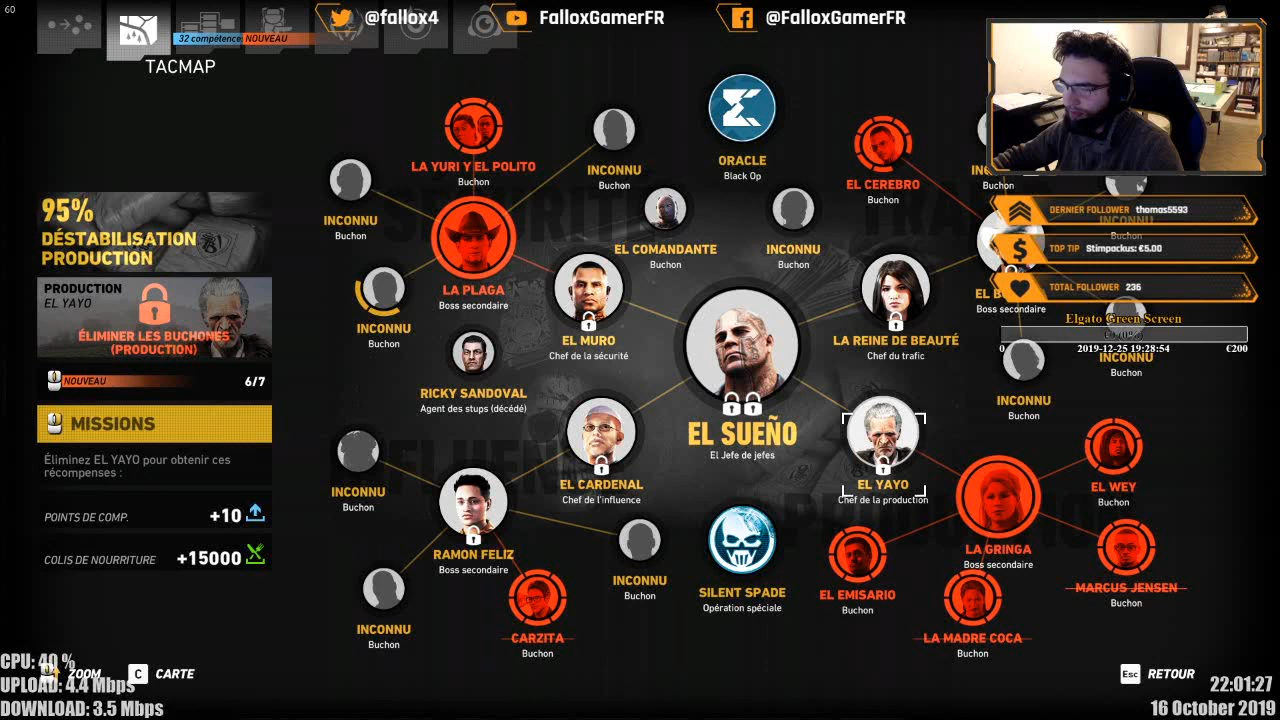 60
@fallox4
FalloxGamerFR
@FalloxGamerFR
32 compétence
NOUVEAU
TACMAP
ORACLE
Black Op
LA YURI Y EL POLITO
Buchon
INCONNU
Buchon
EL CEREBRO
Buchon
Buchon
INCONNU
Buchon
EL COMANDANTE
Buchon
INCONNU
Buchon
INCONNU
Buchon
DERNIER FOLLOWER thomas5593
TOP TIP Stimpackus: €5.00
TOTAL FOLLOWER 236
Elgato Green Screen
0 2019-12-25 19:28:54 €200
95%
DÉSTABILISATION
PRODUCTION
PRODUCTION
EL YAYO
ÉLIMINER LES BUCHONES
(PRODUCTION)
NOUVEAU 6/7
MISSIONS
Éliminez EL YAYO pour obtenir ces
récompenses :
POINTS DE COMP. +10
COLIS DE NOURRITURE +15000
LA PLAGA
Boss secondaire
INCONNU
Buchon
EL MURO
Chef de la sécurité
LA REINE DE BEAUTÉ
Chef du trafic
EL B
Boss secondaire
INCONNU
Buchon
INCONNU
Buchon
RICKY SANDOVAL
Agent des stups (décédé)
EL SUEÑO
El Jefe de jefes
EL CARDENAL
Chef de l'influence
EL YAYO
Chef de la production
INCONNU
Buchon
EL WEY
Buchon
RAMON FELIZ
Boss secondaire
LA GRINGA
Boss secondaire
INCONNU
Buchon
SILENT SPADE
Opération spéciale
EL EMISARIO
Buchon
MARCUS JENSEN
Buchon
INCONNU
Buchon
CARZITA
Buchon
LA MADRE COCA
Buchon
CPU: 40 %
UPLOAD: 4.4 Mbps
DOWNLOAD: 3.5 Mbps
ZOOM
C CARTE
Esc RETOUR
22:01:27
16 October 2019